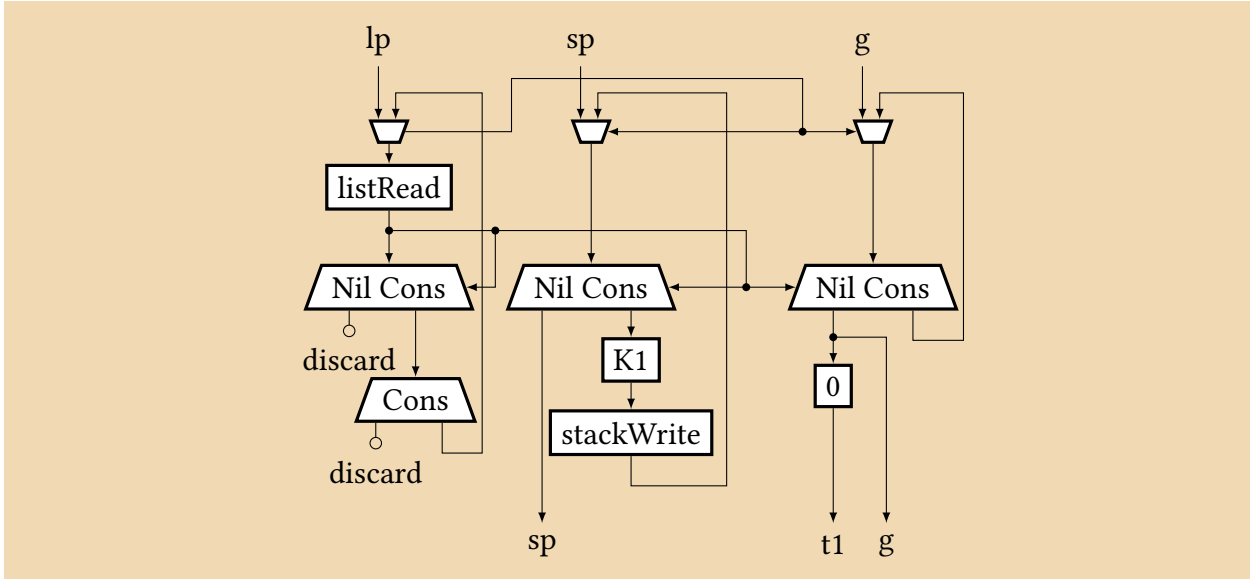 lp sp g
listRead
Nil Cons Nil Cons Nil Cons
discard K1 0
Cons
stackWrite
discard
sp t1 g